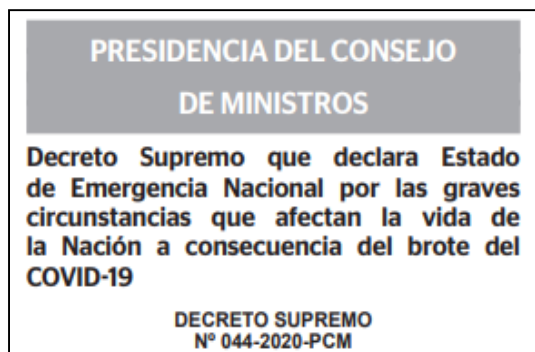 PRESIDENCIA DEL CONSEJO
DE MINISTROS
Decreto Supremo que declara Estado
de Emergencia Nacional por las graves
circunstancias que afectan la vida de
la Nación a consecuencia del brote del
COVID-19
DECRETO SUPREMO
Nº 044-2020-PCM